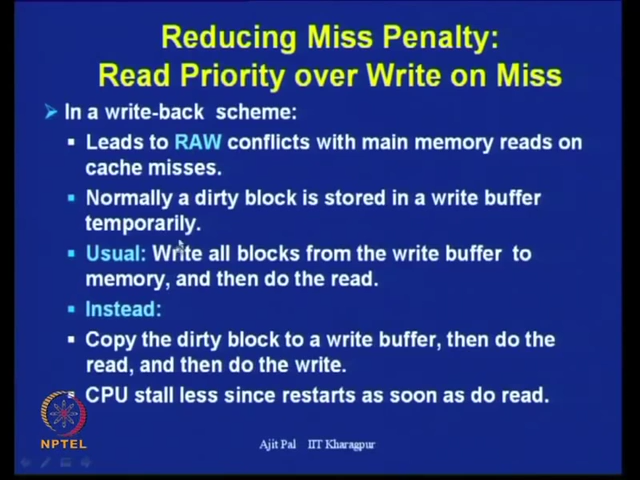 Reducing Miss Penalty:
Read Priority over Write on Miss
In a write-back scheme:
Leads to RAW conflicts with main memory reads on
cache misses.
Normally a dirty block is stored in a write buffer
temporarily.
Usual: Write all blocks from the write buffer to
memory, and then do the read.
Instead:
Copy the dirty block to a write buffer, then do the
read, and then do the write.
CPU stall less since restarts as soon as do read.
NPTEL
Ajit Pal IIT Kharagpur